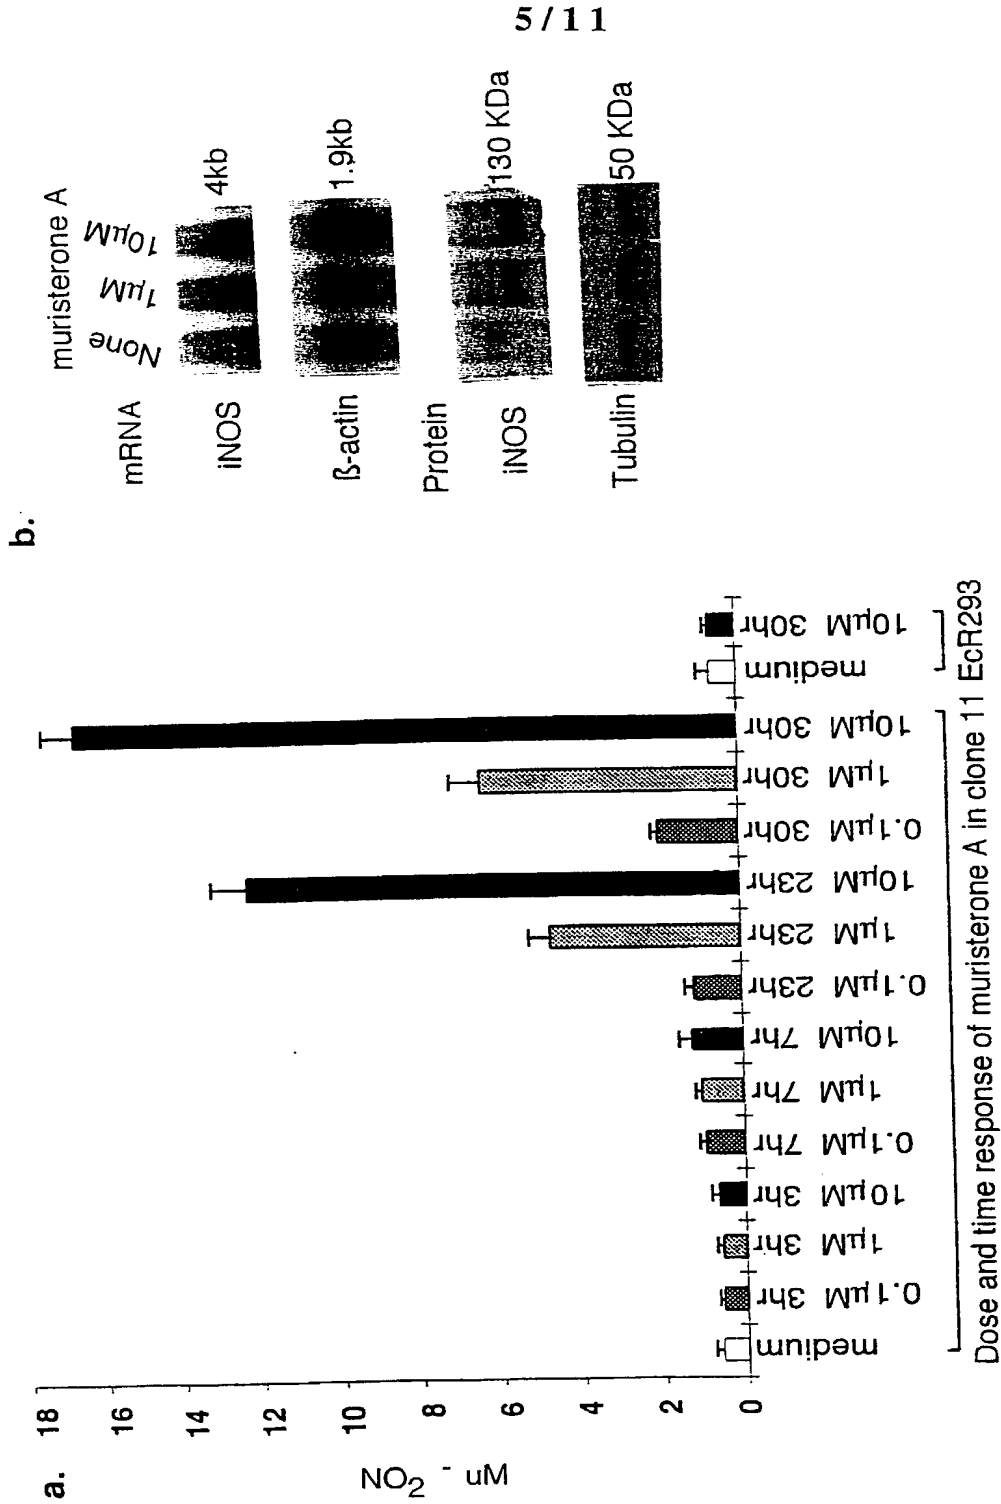 5/11
a.
NO2 - uM
18
16
14
12
10
8
6
4
2
0
medium
0.1µM 3hr
1µM 3hr
10µM 3hr
0.1µM 7hr
1µM 7hr
10µM 7hr
0.1µM 23hr
1µM 23hr
10µM 23hr
0.1µM 30hr
1µM 30hr
10µM 30hr
medium
10µM 30hr
Dose and time response of muristerone A in clone 11 EcR293
b.
muristerone A
mRNA None 1µM 10µM
iNOS 4kb
ß-actin 1.9kb
Protein
iNOS 130 KDa
Tubulin 50 KDa